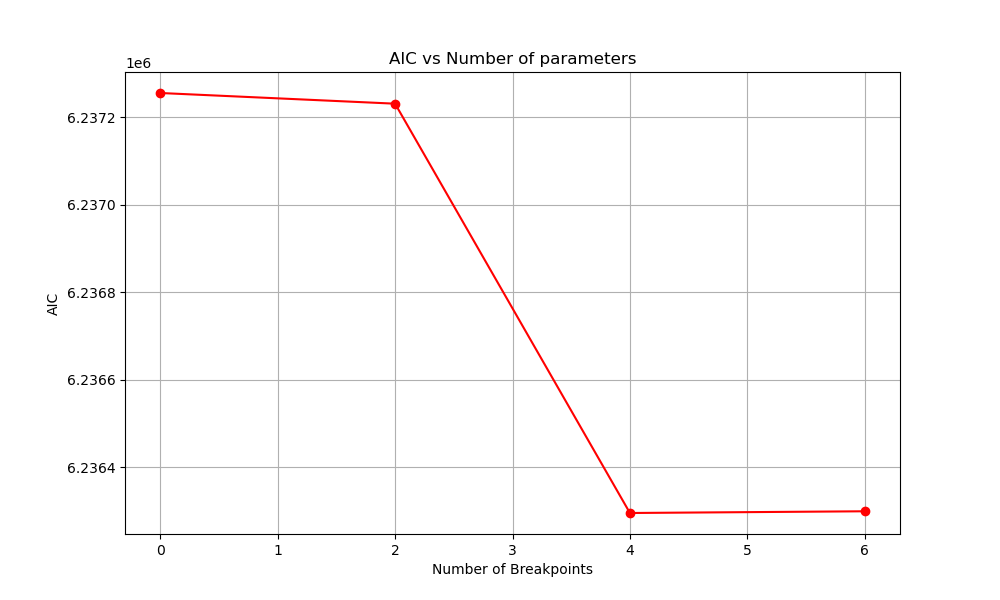 AIC vs Number of parameters
1e6
6.2372
6.2370
6.2368
6.2366
6.2364
AIC
0 1 2 3 4 5 6
Number of Breakpoints